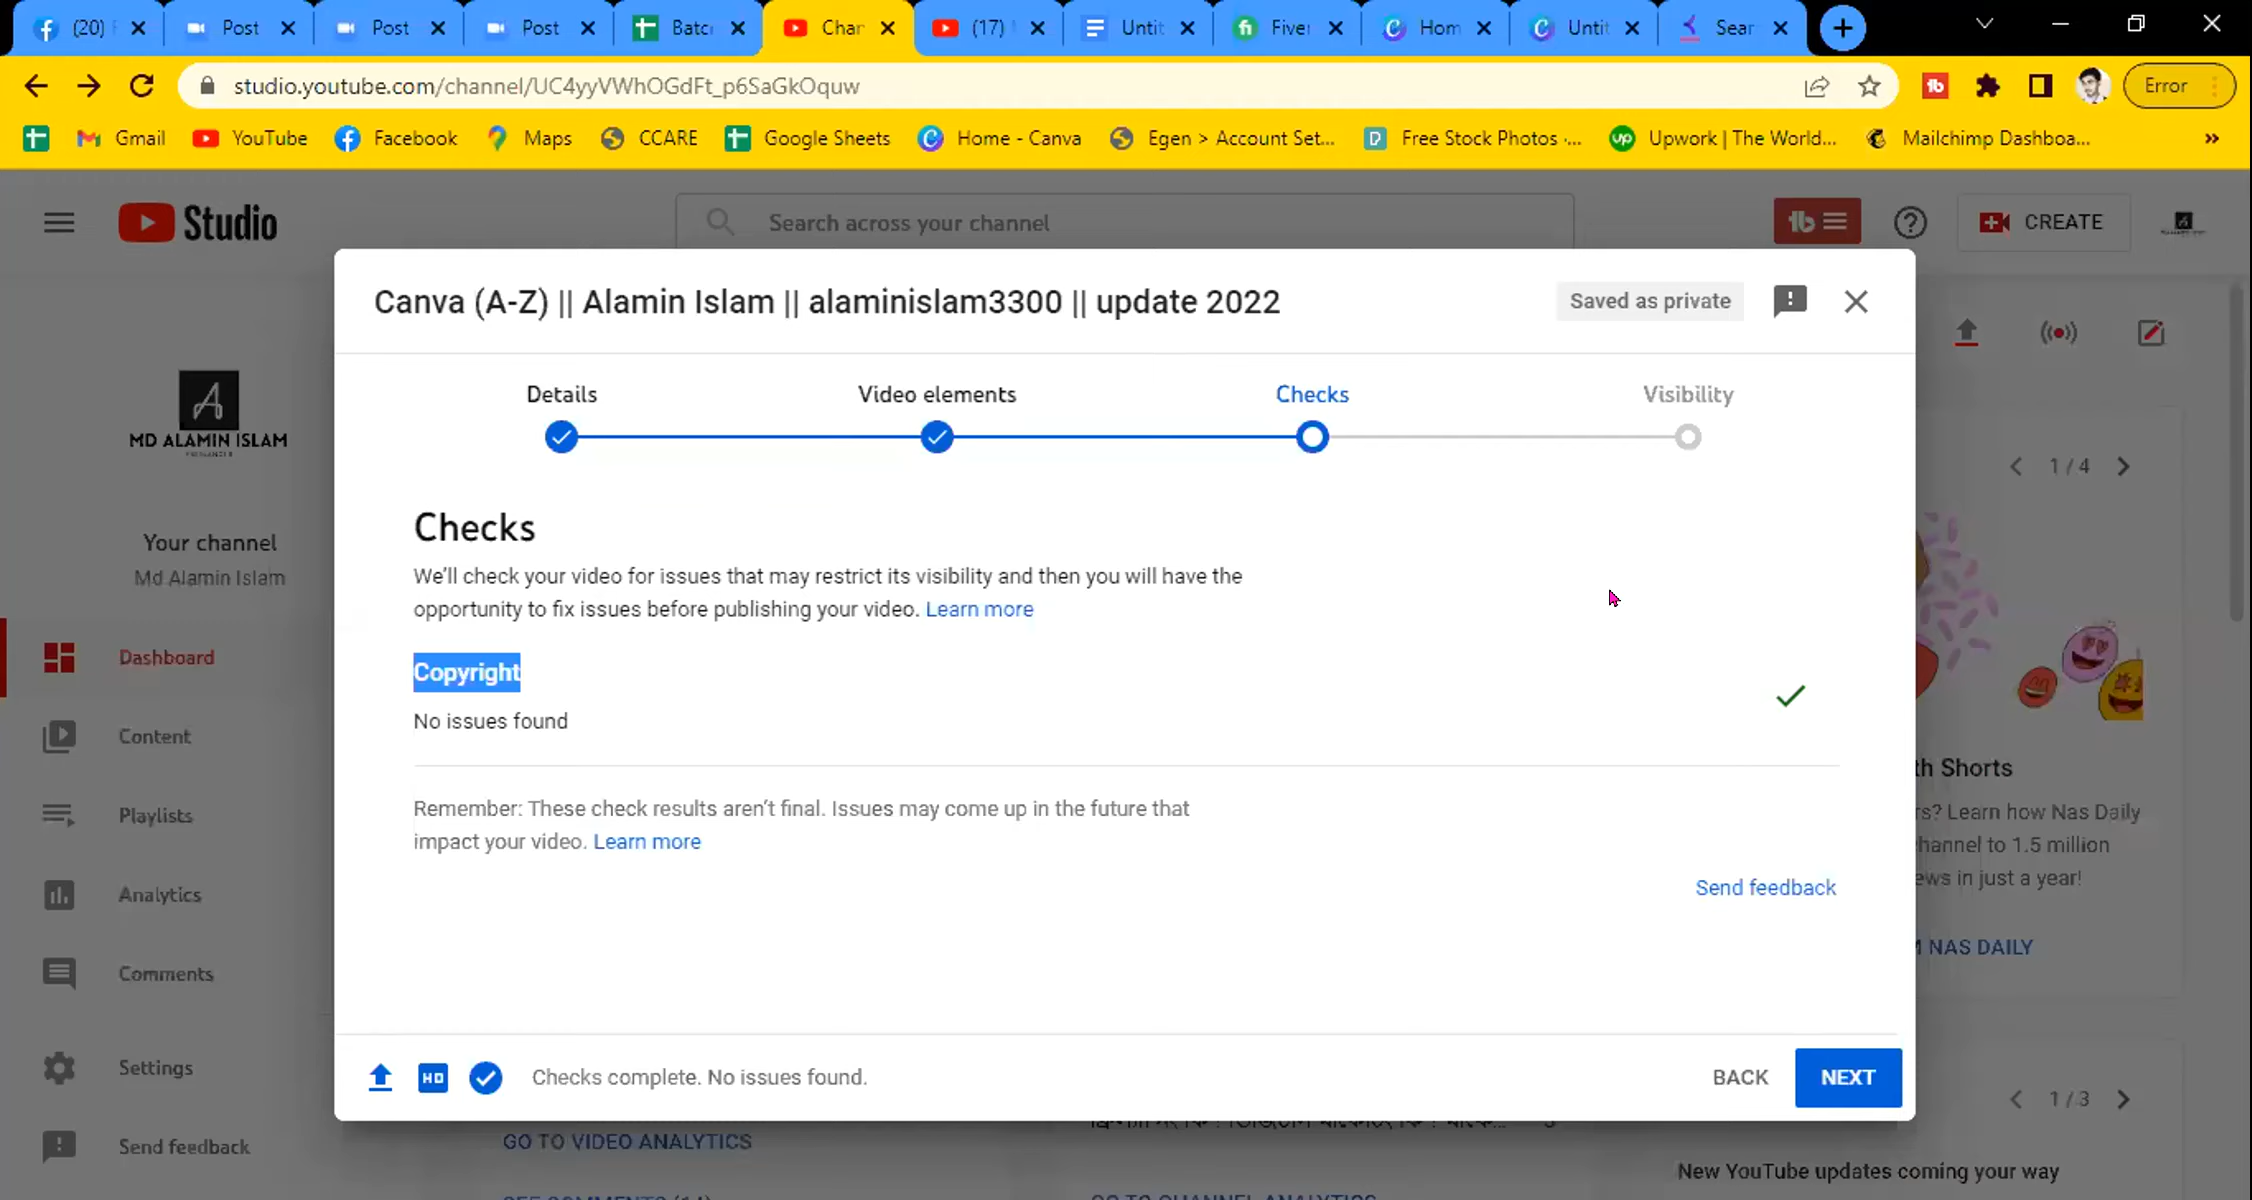 (20) F
Post
Post
Post
Batc
Char
(17)
Untit
Fiver
Hom
Untit
Sear
studio.youtube.com/channel/UC4yyVWhOGdFt_p6SaGkOquw
Error
Gmail
YouTube
Facebook
Maps
CCARE
Google Sheets
Home - Canva
Egen > Account Set...
Free Stock Photos ·...
Upwork | The World...
Mailchimp Dashboa...
»
Studio
Search across your channel
CREATE
Canva (A-Z) || Alamin Islam || alaminislam3300 || update 2022
Saved as private
Details
Video elements
Checks
Visibility
MD ALAMIN ISLAM
FREELANCER
1 / 4
Your channel
Md Alamin Islam
Checks
We'll check your video for issues that may restrict its visibility and then you will have the
opportunity to fix issues before publishing your video. Learn more
Copyright
No issues found
Remember: These check results aren't final. Issues may come up in the future that
impact your video. Learn more
Send feedback
Dashboard
Content
Playlists
Analytics
Comments
Settings
Send feedback
th Shorts
rs? Learn how Nas Daily
hannel to 1.5 million
ews in just a year!
M NAS DAILY
HD
Checks complete. No issues found.
BACK
NEXT
1 / 3
GO TO VIDEO ANALYTICS
New YouTube updates coming your way
GO TO CHANNEL ANALYTICS